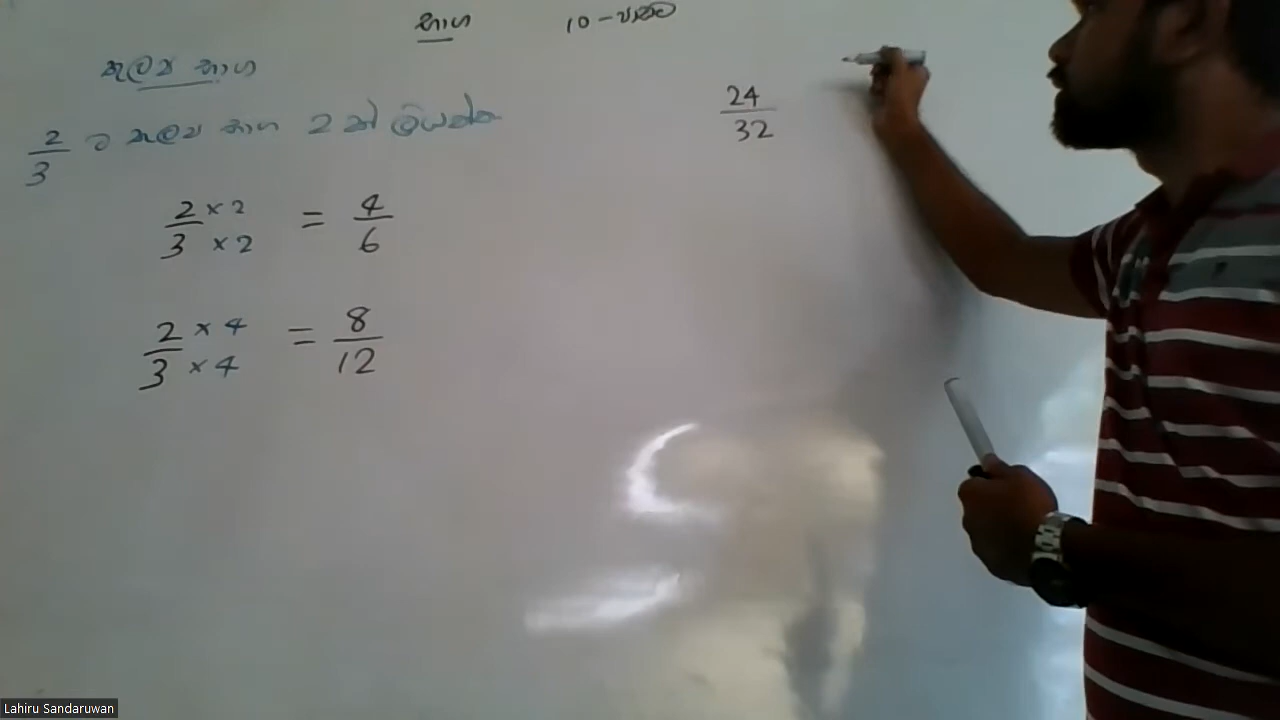 භාග
10 - පාඩම
තුල්‍ය භාග
2/3 ට තුල්‍ය භාග 2 ක් ලියන්න
2 × 2 / 3 × 2 = 4/6
2 × 4 / 3 × 4 = 8/12
24/32
Lahiru Sandaruwan